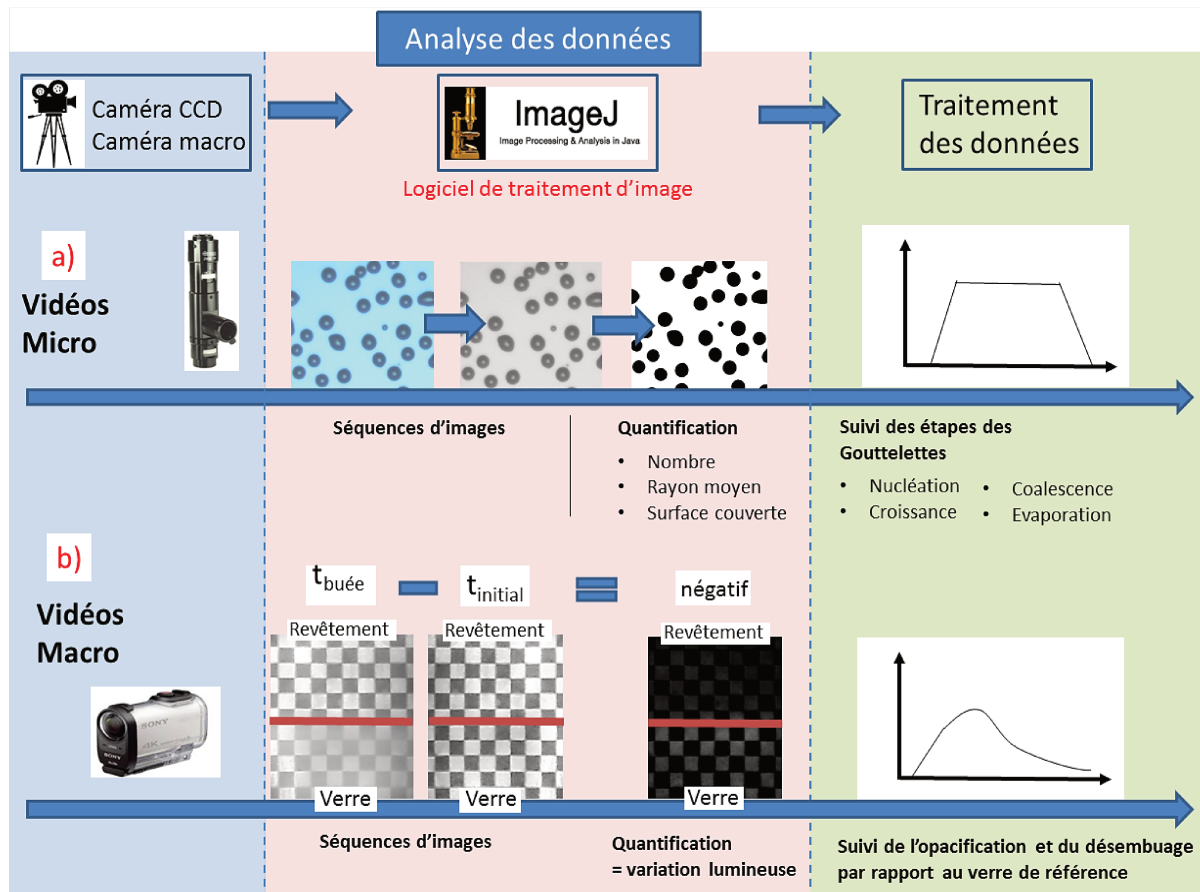 Analyse des données
Caméra CCD
Caméra macro
ImageJ
Image Processing & Analysis in Java
Logiciel de traitement d'image
Traitement
des données
a)
Vidéos
Micro
Séquences d'images
Quantification
• Nombre
• Rayon moyen
• Surface couverte
Suivi des étapes des
Gouttelettes
• Nucléation
• Croissance
• Coalescence
• Evaporation
b)
Vidéos
Macro
SONY
4K
SONY
tbuée
tinitial
négatif
Revêtement
Revêtement
Revêtement
Verre
Verre
Verre
Séquences d'images
Quantification
= variation lumineuse
Suivi de l'opacification et du désembuage
par rapport au verre de référence